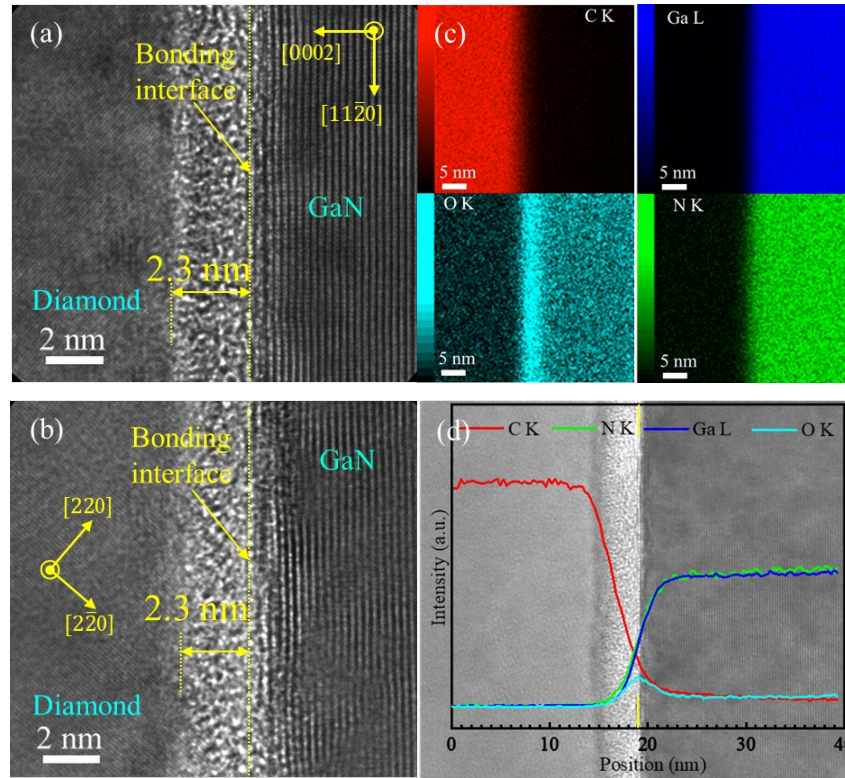 (a)
Bonding
interface
[0002]
[112̅0]
GaN
2.3 nm
Diamond
2 nm
(c)
C K
5 nm
Ga L
5 nm
O K
5 nm
N K
5 nm
(b)
Bonding
interface
GaN
[220]
[22̅0]
2.3 nm
Diamond
2 nm
(d)
C K
N K
Ga L
O K
Intensity (a.u.)
0 10 20 30 40
Position (nm)